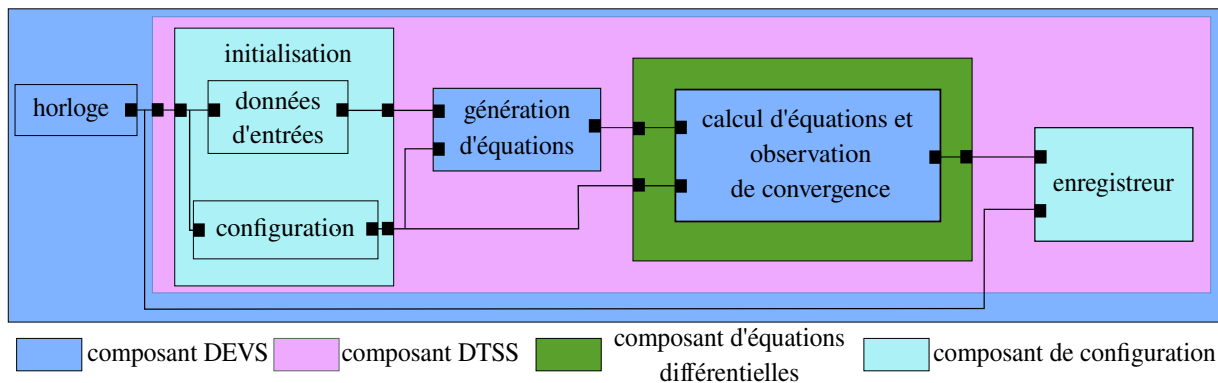 initialisation
horloge
données
d'entrées
configuration
génération
d'équations
calcul d'équations et
observation
de convergence
enregistreur
composant DEVS
composant DTSS
composant d'équations
différentielles
composant de configuration